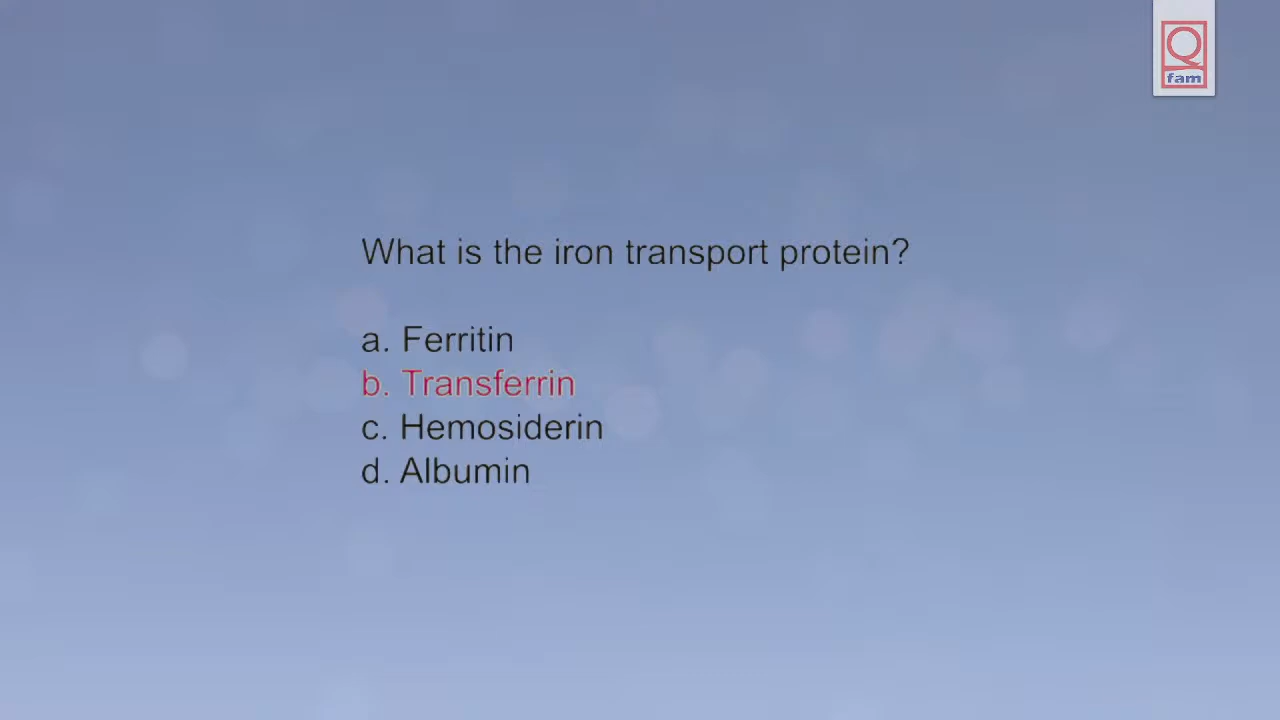 Q
fam
What is the iron transport protein?
a. Ferritin
b. Transferrin
c. Hemosiderin
d. Albumin